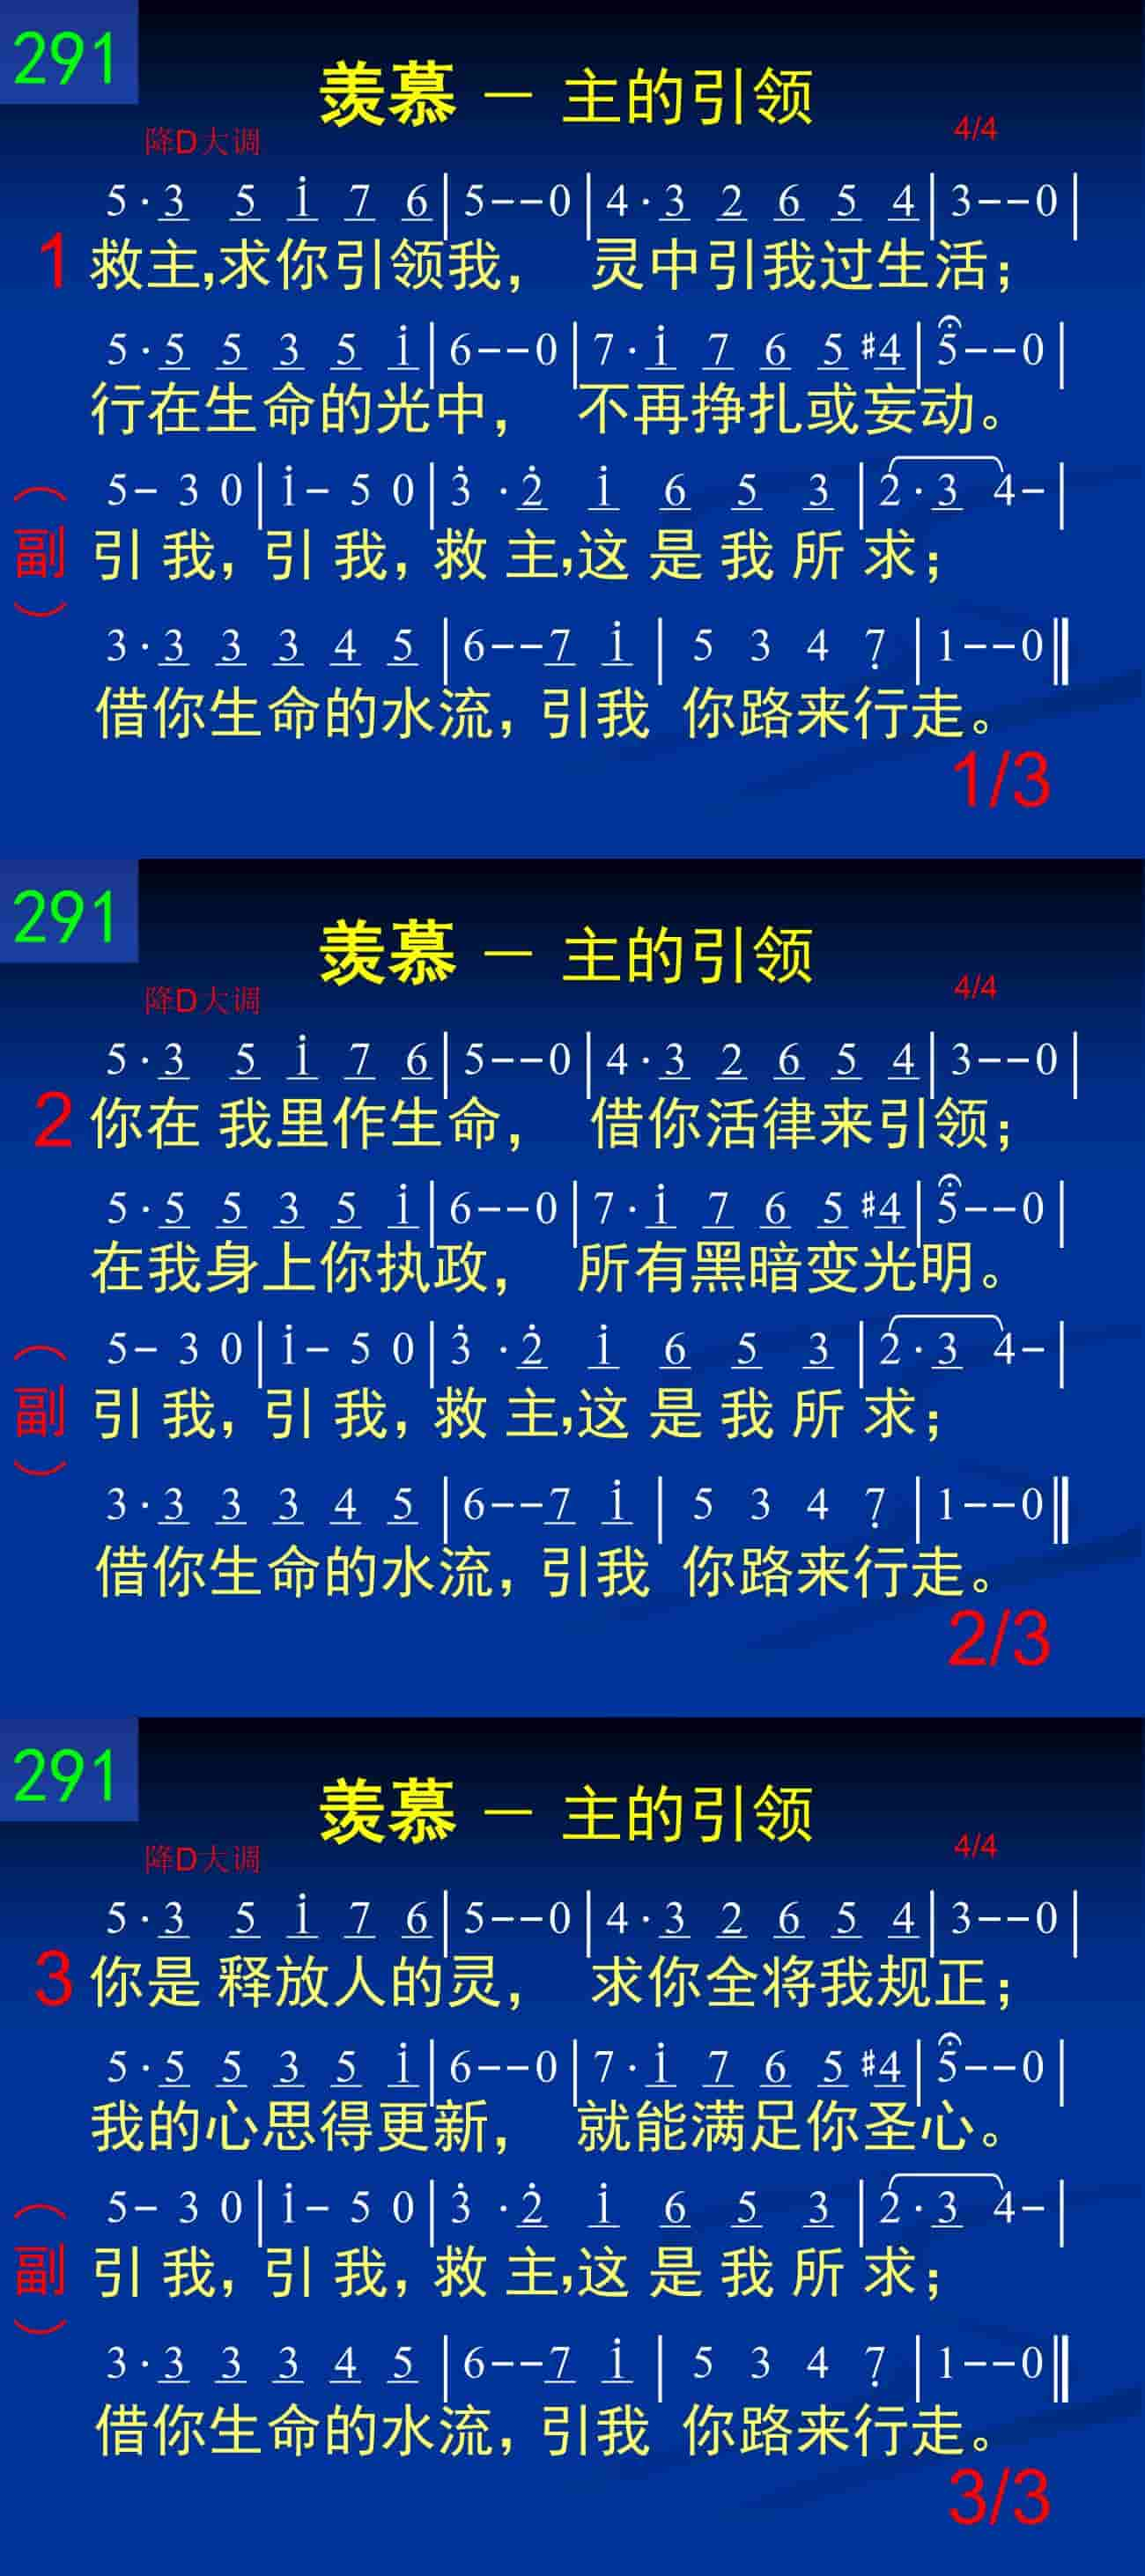 291
羡慕 — 主的引领
降D大调 4/4
5·3 5 i 7 6|5--0|4·3 2 6 5 4|3--0|
1 救主,求你引领我， 灵中引我过生活；
5·5 5 3 5 i|6--0|7·i 7 6 5 #4|5--0|
行在生命的光中， 不再挣扎或妄动。
5- 3 0|i- 5 0|3̇ ·2̇ i 6 5 3|2·3 4-|
（副） 引 我，引 我，救 主,这 是 我 所 求；
3·3 3 3 4 5|6--7 i| 5 3 4 7̣|1--0‖
借你生命的水流，引我 你路来行走。
1/3
291
羡慕 — 主的引领
降D大调 4/4
5·3 5 i 7 6|5--0|4·3 2 6 5 4|3--0|
2 你在 我里作生命， 借你活律来引领；
5·5 5 3 5 i|6--0|7·i 7 6 5 #4|5--0|
在我身上你执政， 所有黑暗变光明。
5- 3 0|i- 5 0|3̇ ·2̇ i 6 5 3|2·3 4-|
（副） 引 我，引 我，救 主,这 是 我 所 求；
3·3 3 3 4 5|6--7 i| 5 3 4 7̣|1--0‖
借你生命的水流，引我 你路来行走。
2/3
291
羡慕 — 主的引领
降D大调 4/4
5·3 5 i 7 6|5--0|4·3 2 6 5 4|3--0|
3 你是 释放人的灵， 求你全将我规正；
5·5 5 3 5 i|6--0|7·i 7 6 5 #4|5--0|
我的心思得更新， 就能满足你圣心。
5- 3 0|i- 5 0|3̇ ·2̇ i 6 5 3|2·3 4-|
（副） 引 我，引 我，救 主,这 是 我 所 求；
3·3 3 3 4 5|6--7 i| 5 3 4 7̣|1--0‖
借你生命的水流，引我 你路来行走。
3/3